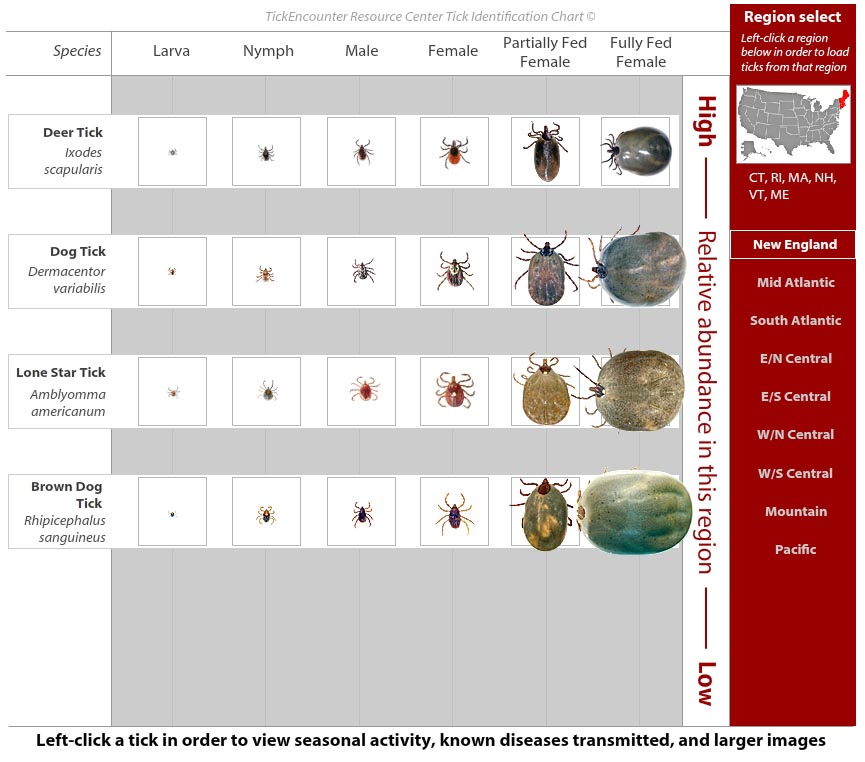 TickEncounter Resource Center Tick Identification Chart ©
Species
Larva
Nymph
Male
Female
Partially Fed
Female
Fully Fed
Female
Deer Tick
Ixodes
scapularis
Dog Tick
Dermacentor
variabilis
Lone Star Tick
Amblyomma
americanum
Brown Dog
Tick
Rhipicephalus
sanguineus
High
Relative abundance in this region
Low
Region select
Left-click a region
below in order to load
ticks from that region
CT, RI, MA, NH,
VT, ME
New England
Mid Atlantic
South Atlantic
E/N Central
E/S Central
W/N Central
W/S Central
Mountain
Pacific
Left-click a tick in order to view seasonal activity, known diseases transmitted, and larger images